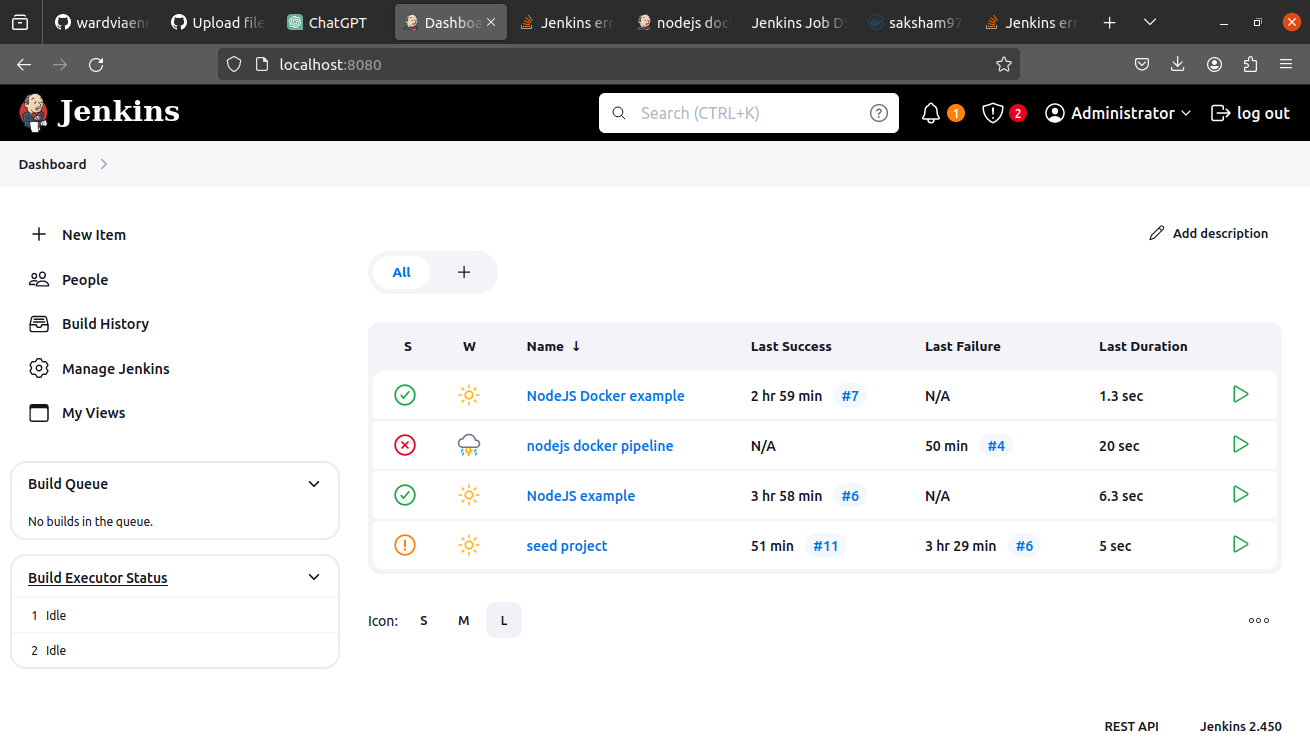 wardviaene
Upload file
ChatGPT
Dashboa
Jenkins err
nodejs doc
Jenkins Job DS
saksham97
Jenkins err
localhost:8080
Jenkins
Search (CTRL+K)
1
2
Administrator
log out
Dashboard
New Item
Add description
People
All
Build History
Manage Jenkins
My Views
S W Name ↓ Last Success Last Failure Last Duration
NodeJS Docker example 2 hr 59 min #7 N/A 1.3 sec
nodejs docker pipeline N/A 50 min #4 20 sec
NodeJS example 3 hr 58 min #6 N/A 6.3 sec
seed project 51 min #11 3 hr 29 min #6 5 sec
Build Queue
No builds in the queue.
Build Executor Status
1 Idle
2 Idle
Icon: S M L
REST API
Jenkins 2.450